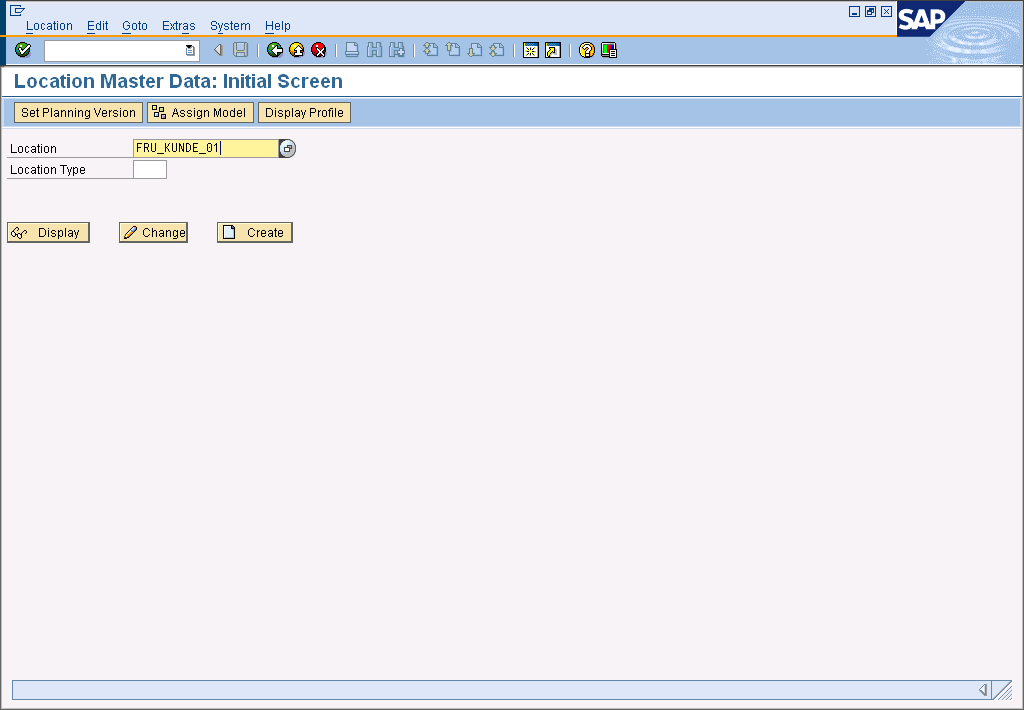 Location Edit Goto Extras System Help
SAP
Location Master Data: Initial Screen
Set Planning Version Assign Model Display Profile
Location FRU_KUNDE_01
Location Type
Display Change Create